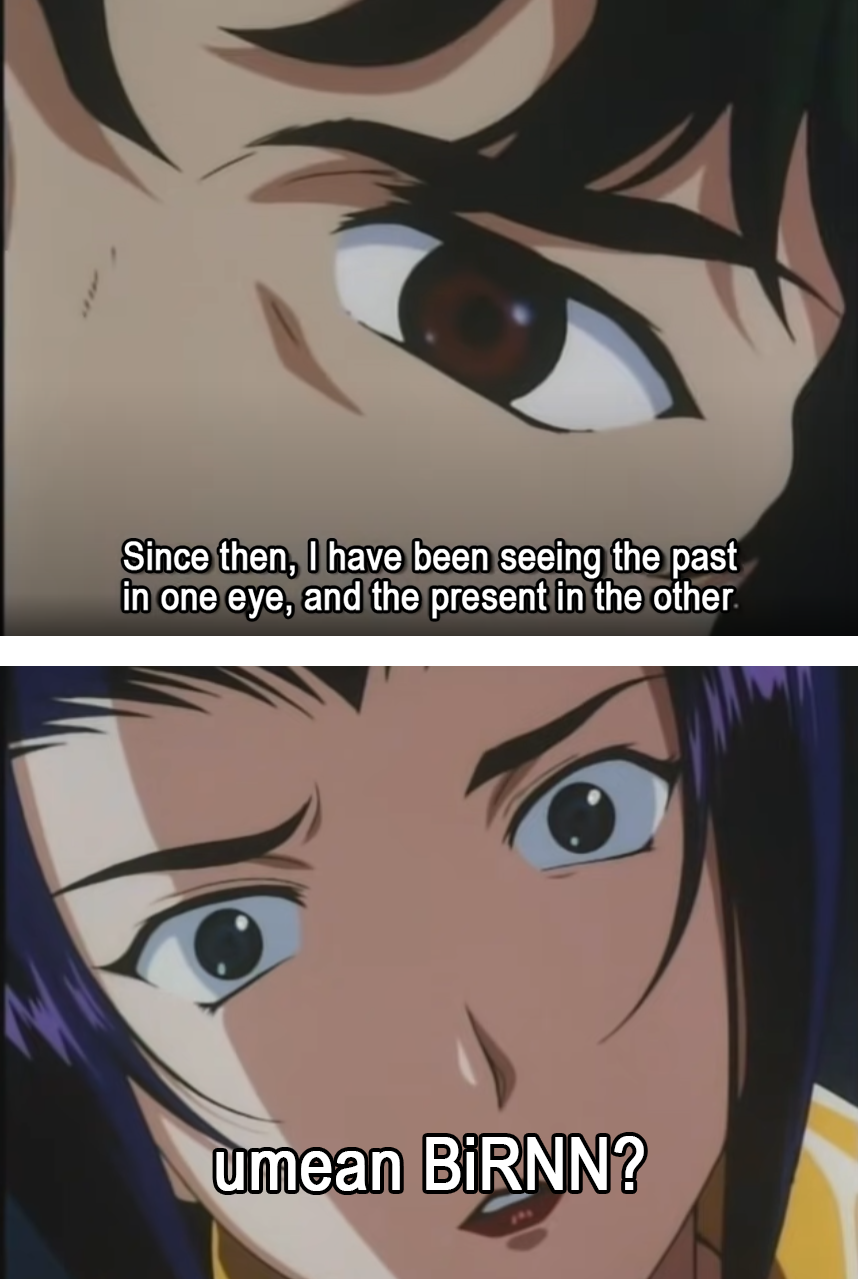 Since then, I have been seeing the past
in one eye, and the present in the other.
umean BiRNN?